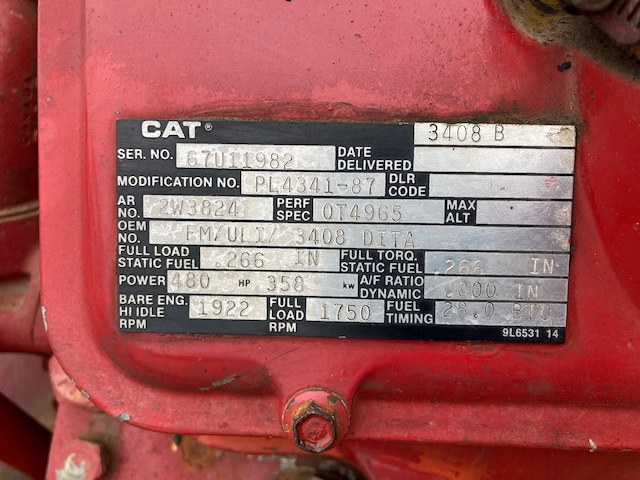 CAT® 3408 B
SER. NO. 67U11982 DATE DELIVERED
MODIFICATION NO. PL4341-87 DLR CODE
AR NO. 2W3824 PERF SPEC 0T4965 MAX ALT
OEM NO. FM/ULI/ 3408 DITA
FULL LOAD STATIC FUEL .266 IN FULL TORQ. STATIC FUEL .266 IN
POWER 480 HP 358 kw A/F RATIO DYNAMIC .000 IN
BARE ENG. HI IDLE RPM 1922 FULL LOAD RPM 1750 FUEL TIMING 28.0 BTC
9L6531 14